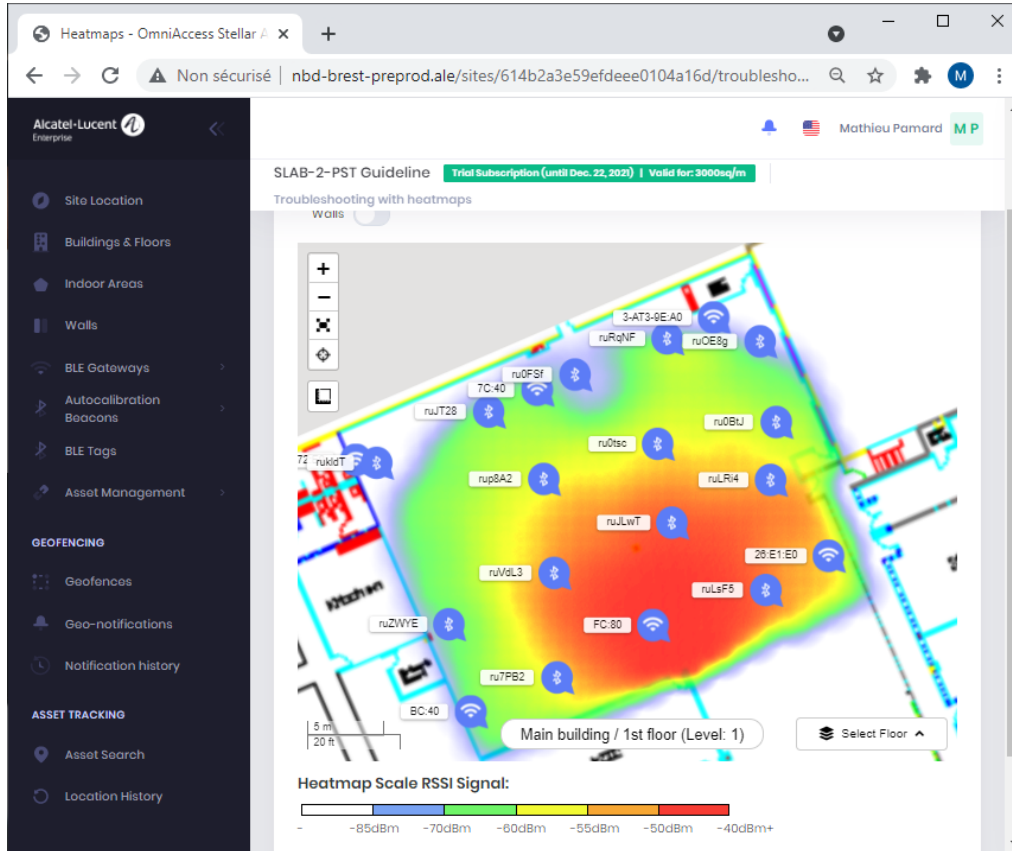 Heatmaps - OmniAccess Stellar A
Non sécurisé | nbd-brest-preprod.ale/sites/614b2a3e59efdeee0104a16d/troublesho...
M
Alcatel·Lucent
Enterprise
Mathieu Pamard M P
SLAB-2-PST Guideline Trial Subscription (until Dec. 22, 2021) | Valid for: 3000sq/m
Troubleshooting with heatmaps
Walls
Site Location
Buildings & Floors
Indoor Areas
Walls
BLE Gateways
Autocalibration
Beacons
BLE Tags
Asset Management
GEOFENCING
Geofences
Geo-notifications
Notification history
ASSET TRACKING
Asset Search
Location History
+
−
3-AT3-9E:A0
ruRqNF
ruOE8g
ru0FSf
7C:40
ruJT28
ru0BtJ
ru0tsc
72
rukldT
rup8A2
ruLRi4
ruJLwT
26:E1:E0
ruVdL3
ruLsF5
Kitchen
ruZWYE
FC:80
ru7PB2
BC:40
5 m
20 ft
Main building / 1st floor (Level: 1)
Select Floor
Heatmap Scale RSSI Signal:
- -85dBm -70dBm -60dBm -55dBm -50dBm -40dBm+